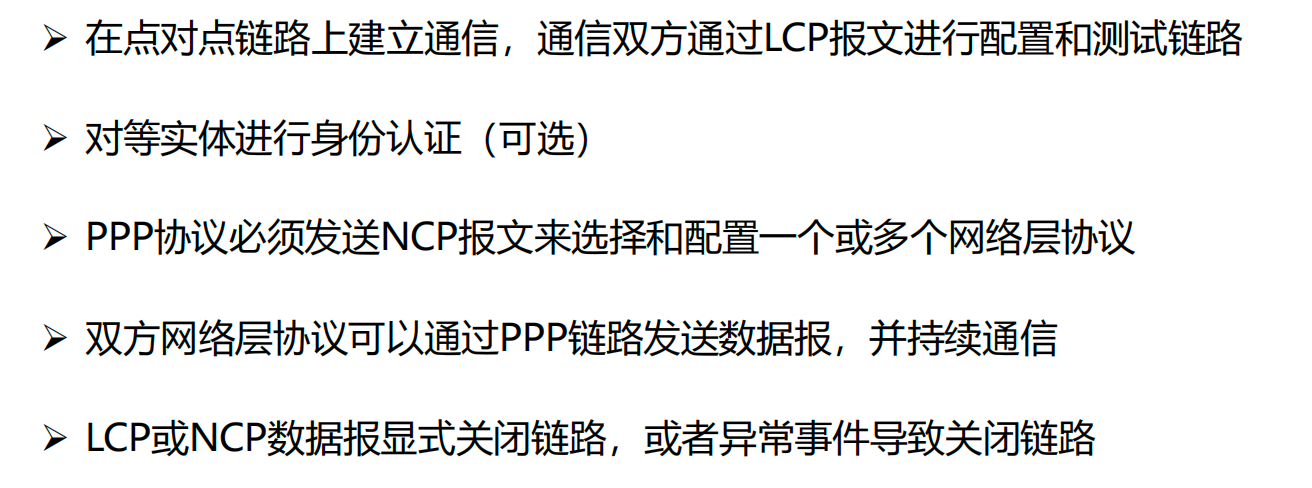 ➢ 在点对点链路上建立通信，通信双方通过LCP报文进行配置和测试链路
➢ 对等实体进行身份认证（可选）
➢ PPP协议必须发送NCP报文来选择和配置一个或多个网络层协议
➢ 双方网络层协议可以通过PPP链路发送数据报，并持续通信
➢ LCP或NCP数据报显式关闭链路，或者异常事件导致关闭链路